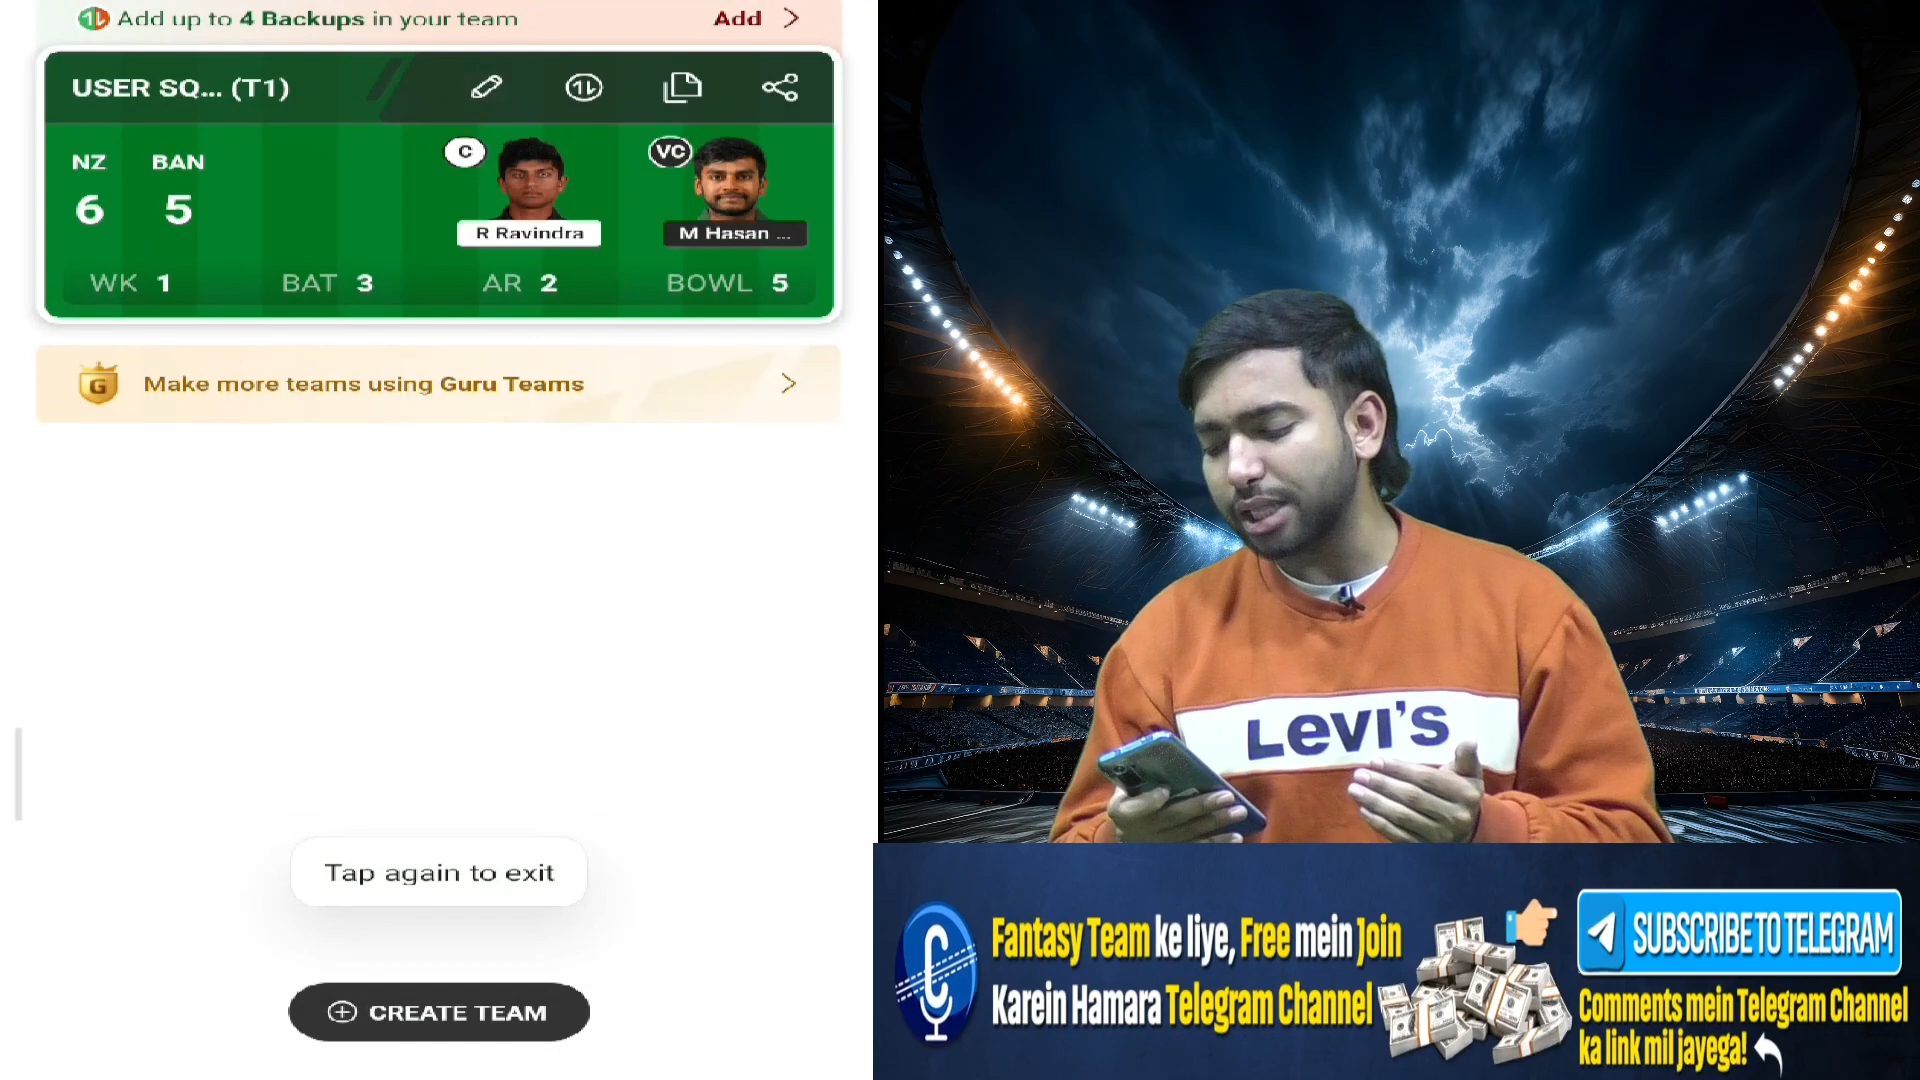 Add up to 4 Backups in your team
Add
USER SQ... (T1)
NZ
BAN
C
VC
6
5
R Ravindra
M Hasan ...
WK 1
BAT 3
AR 2
BOWL 5
G
Make more teams using Guru Teams
Tap again to exit
CREATE TEAM
Levi's
Fantasy Team ke liye, Free mein Join
Karein Hamara Telegram Channel
SUBSCRIBE TO TELEGRAM
Comments mein Telegram Channel
ka link mil jayega!